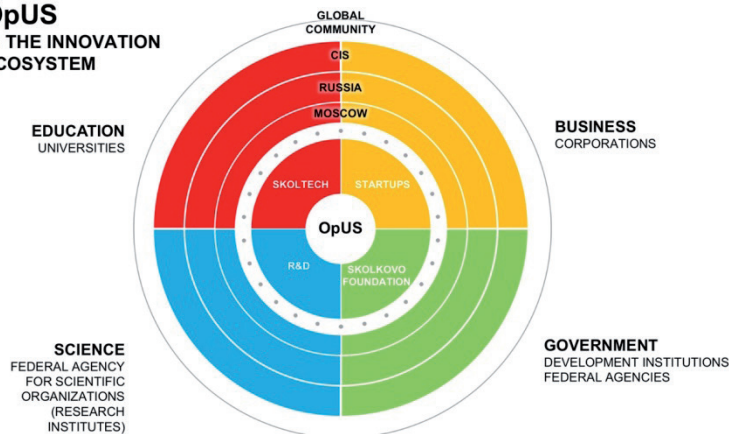 OpUS
THE INNOVATION
COSYSTEM
GLOBAL
COMMUNITY
CIS
RUSSIA
MOSCOW
EDUCATION
UNIVERSITIES
BUSINESS
CORPORATIONS
SKOLTECH
STARTUPS
OpUS
R&D
SKOLKOVO
FOUNDATION
SCIENCE
FEDERAL AGENCY
FOR SCIENTIFIC
ORGANIZATIONS
(RESEARCH
INSTITUTES)
GOVERNMENT
DEVELOPMENT INSTITUTIONS
FEDERAL AGENCIES